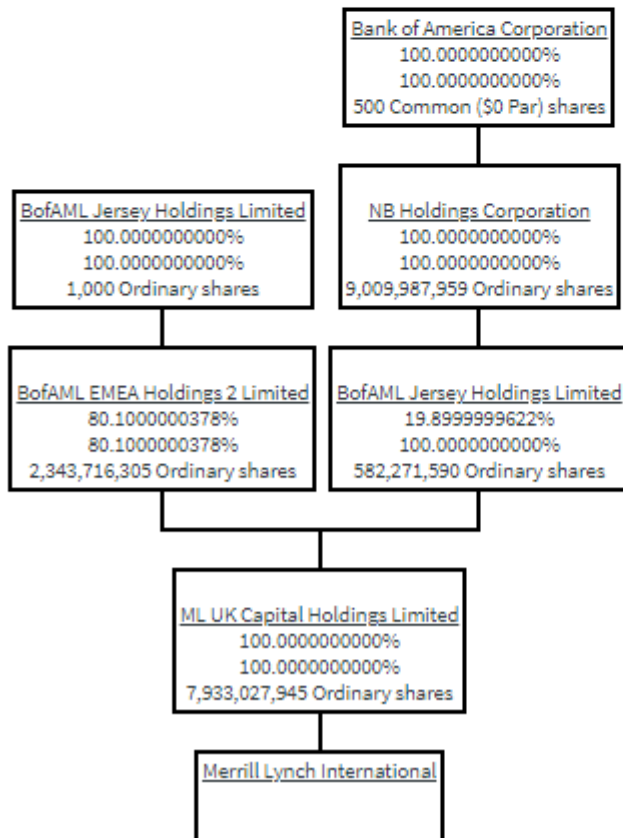 Bank of America Corporation
100.0000000000%
100.0000000000%
500 Common ($0 Par) shares
BofAML Jersey Holdings Limited
100.0000000000%
100.0000000000%
1,000 Ordinary shares
NB Holdings Corporation
100.0000000000%
100.0000000000%
9,009,987,959 Ordinary shares
BofAML EMEA Holdings 2 Limited
80.1000000378%
80.1000000378%
2,343,716,305 Ordinary shares
BofAML Jersey Holdings Limited
19.8999999622%
100.0000000000%
582,271,590 Ordinary shares
ML UK Capital Holdings Limited
100.0000000000%
100.0000000000%
7,933,027,945 Ordinary shares
Merrill Lynch International